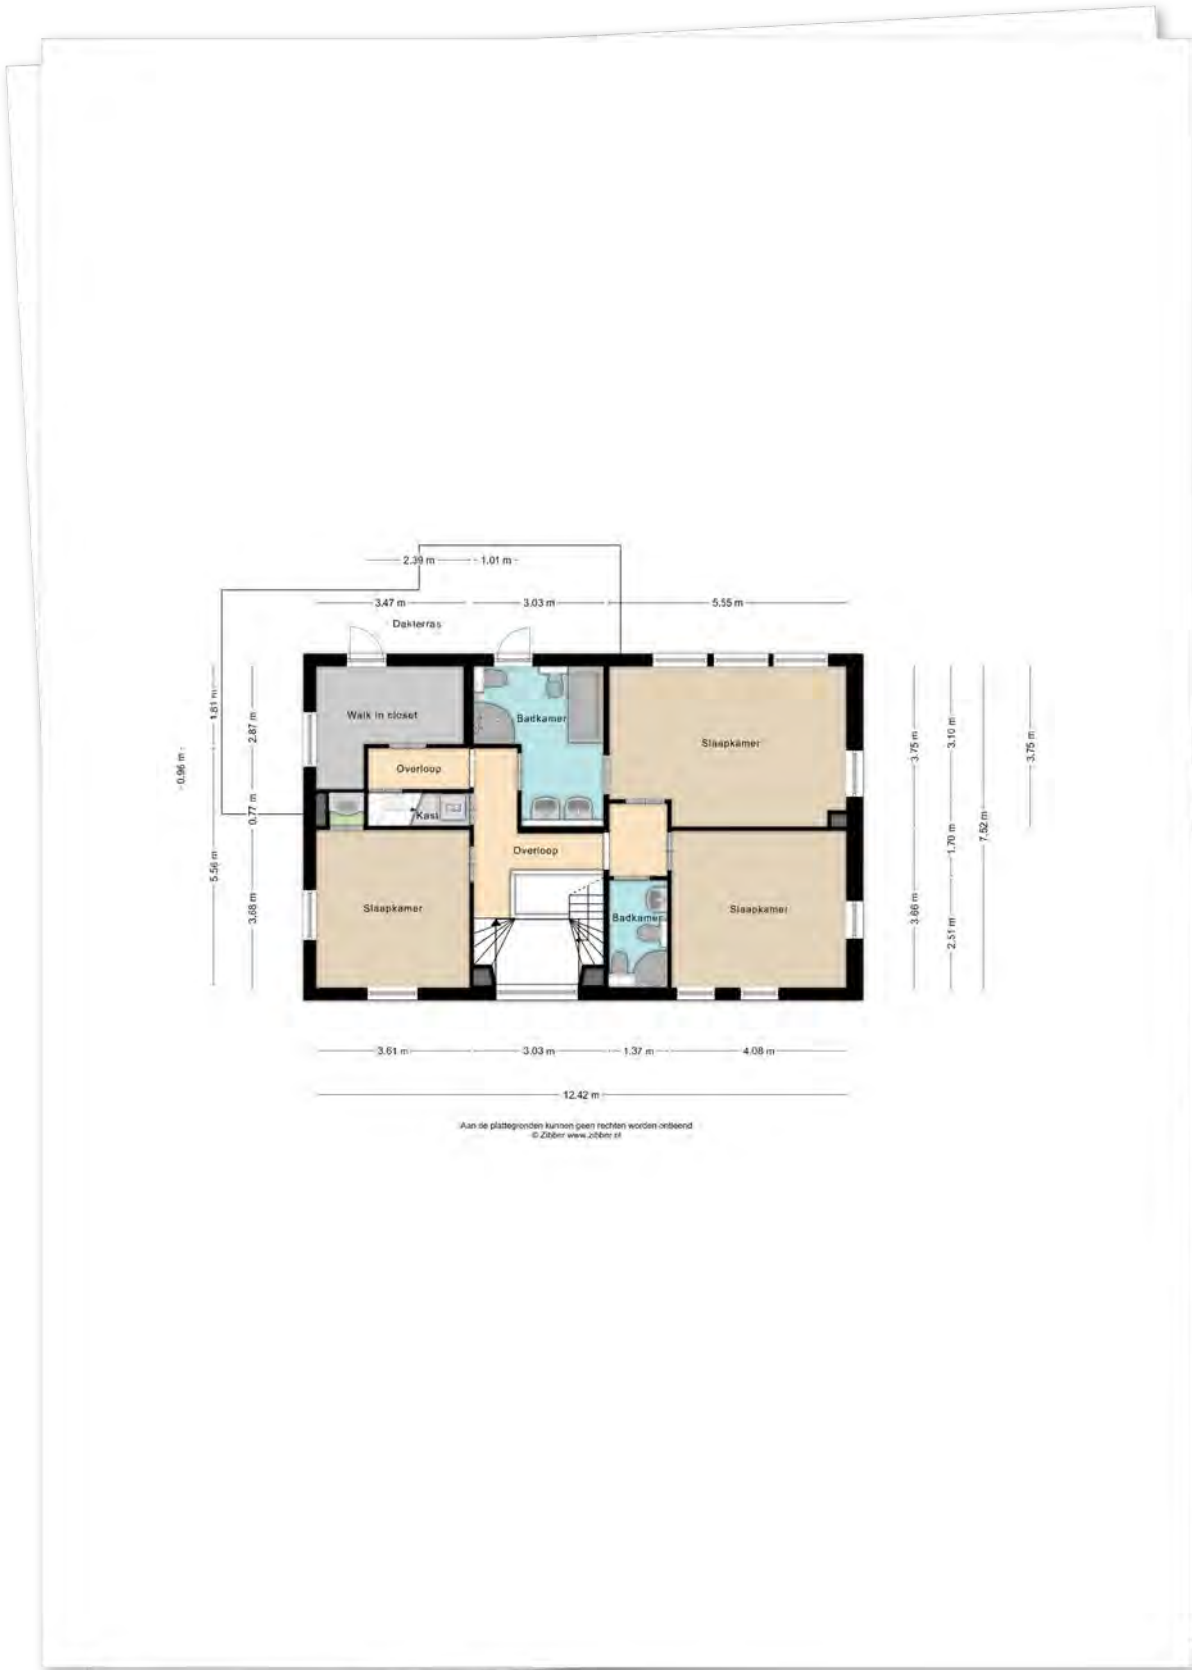 2.39 m
1.01 m
3.47 m
3.03 m
5.55 m
Dakterras
Walk in closet
Badkamer
Slaapkamer
Overloop
Kast
Overloop
Slaapkamer
Badkamer
Slaapkamer
0.96 m
1.81 m
5.56 m
2.87 m
0.77 m
3.68 m
3.75 m
3.66 m
3.10 m
1.70 m
2.51 m
7.52 m
3.75 m
3.61 m
3.03 m
1.37 m
4.08 m
12.42 m
Aan de plattegronden kunnen geen rechten worden ontleend
© Zibber www.zibber.nl